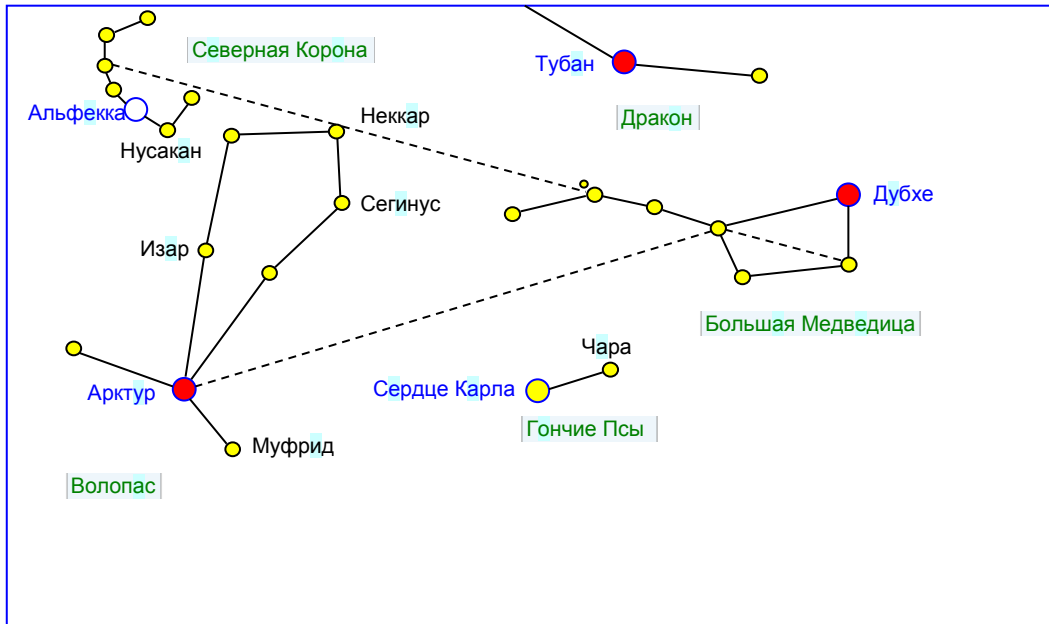 Северная Корона
Тубан
Альфекка
Дракон
Неккар
Нусакан
Дубхе
Сегинус
Изар
Большая Медведица
Чара
Арктур
Сердце Карла
Гончие Псы
Муфрид
Волопас